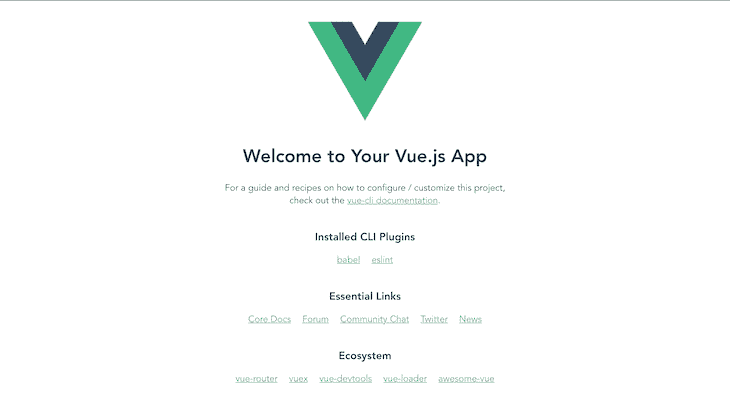 Welcome to Your Vue.js App
For a guide and recipes on how to configure / customize this project,
check out the vue-cli documentation.
Installed CLI Plugins
babel eslint
Essential Links
Core Docs Forum Community Chat Twitter News
Ecosystem
vue-router vuex vue-devtools vue-loader awesome-vue